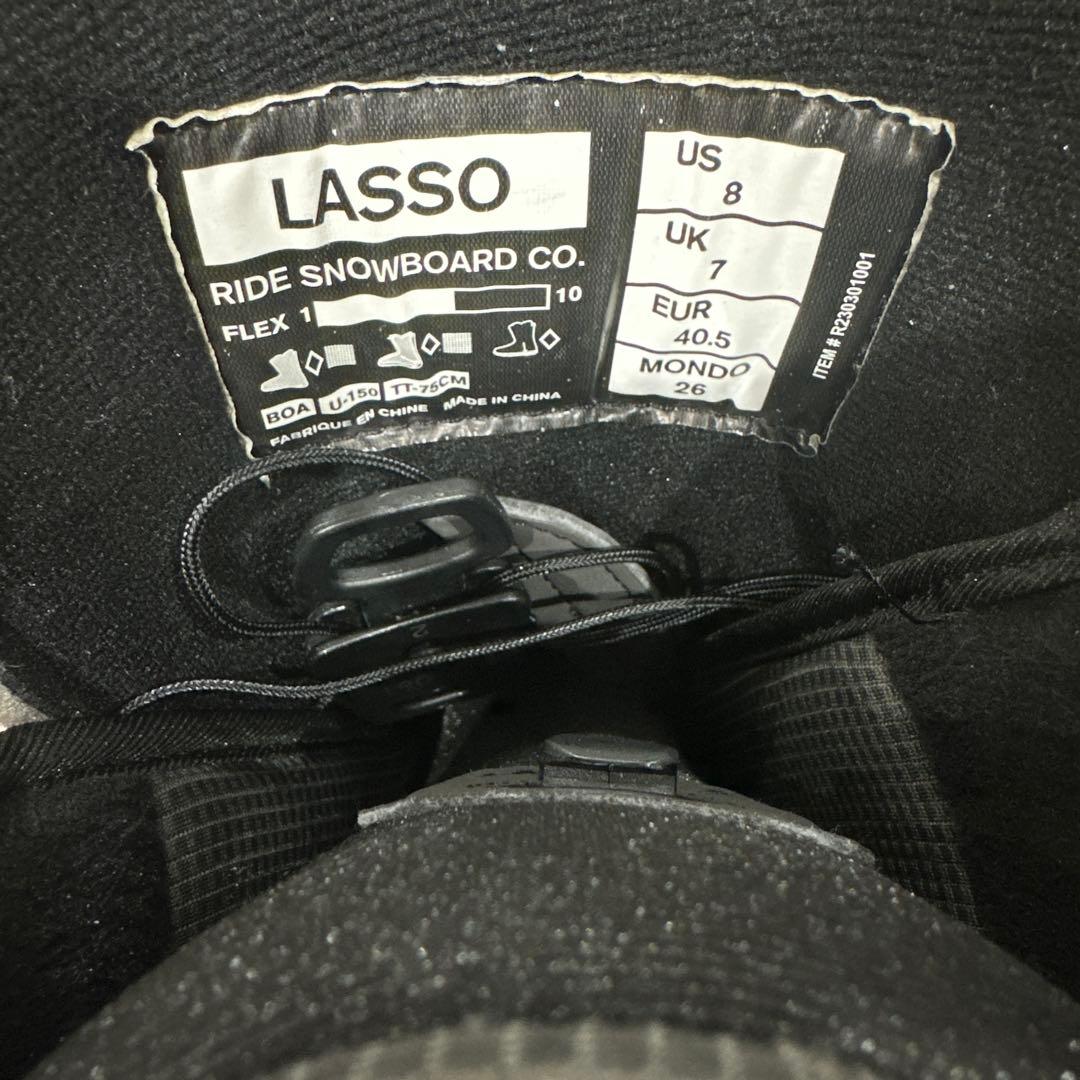 LASSO
RIDE SNOWBOARD CO.
FLEX 1 10
BOA U-150 TT-75CM
FABRIQUE EN CHINE MADE IN CHINA
US
8
UK
7
EUR
40.5
MONDO
26
ITEM # R230301001
2